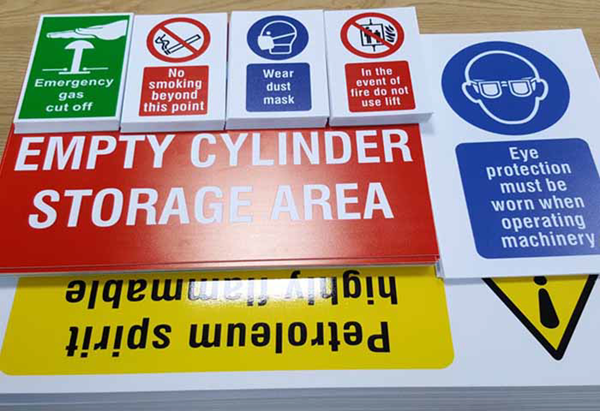 Emergency
gas
cut off
No
smoking
beyond
this point
Wear
dust
mask
In the
event of
fire do not
use lift
EMPTY CYLINDER
STORAGE AREA
Eye
protection
must be
worn when
operating
machinery
Petroleum spirit
highly flammable